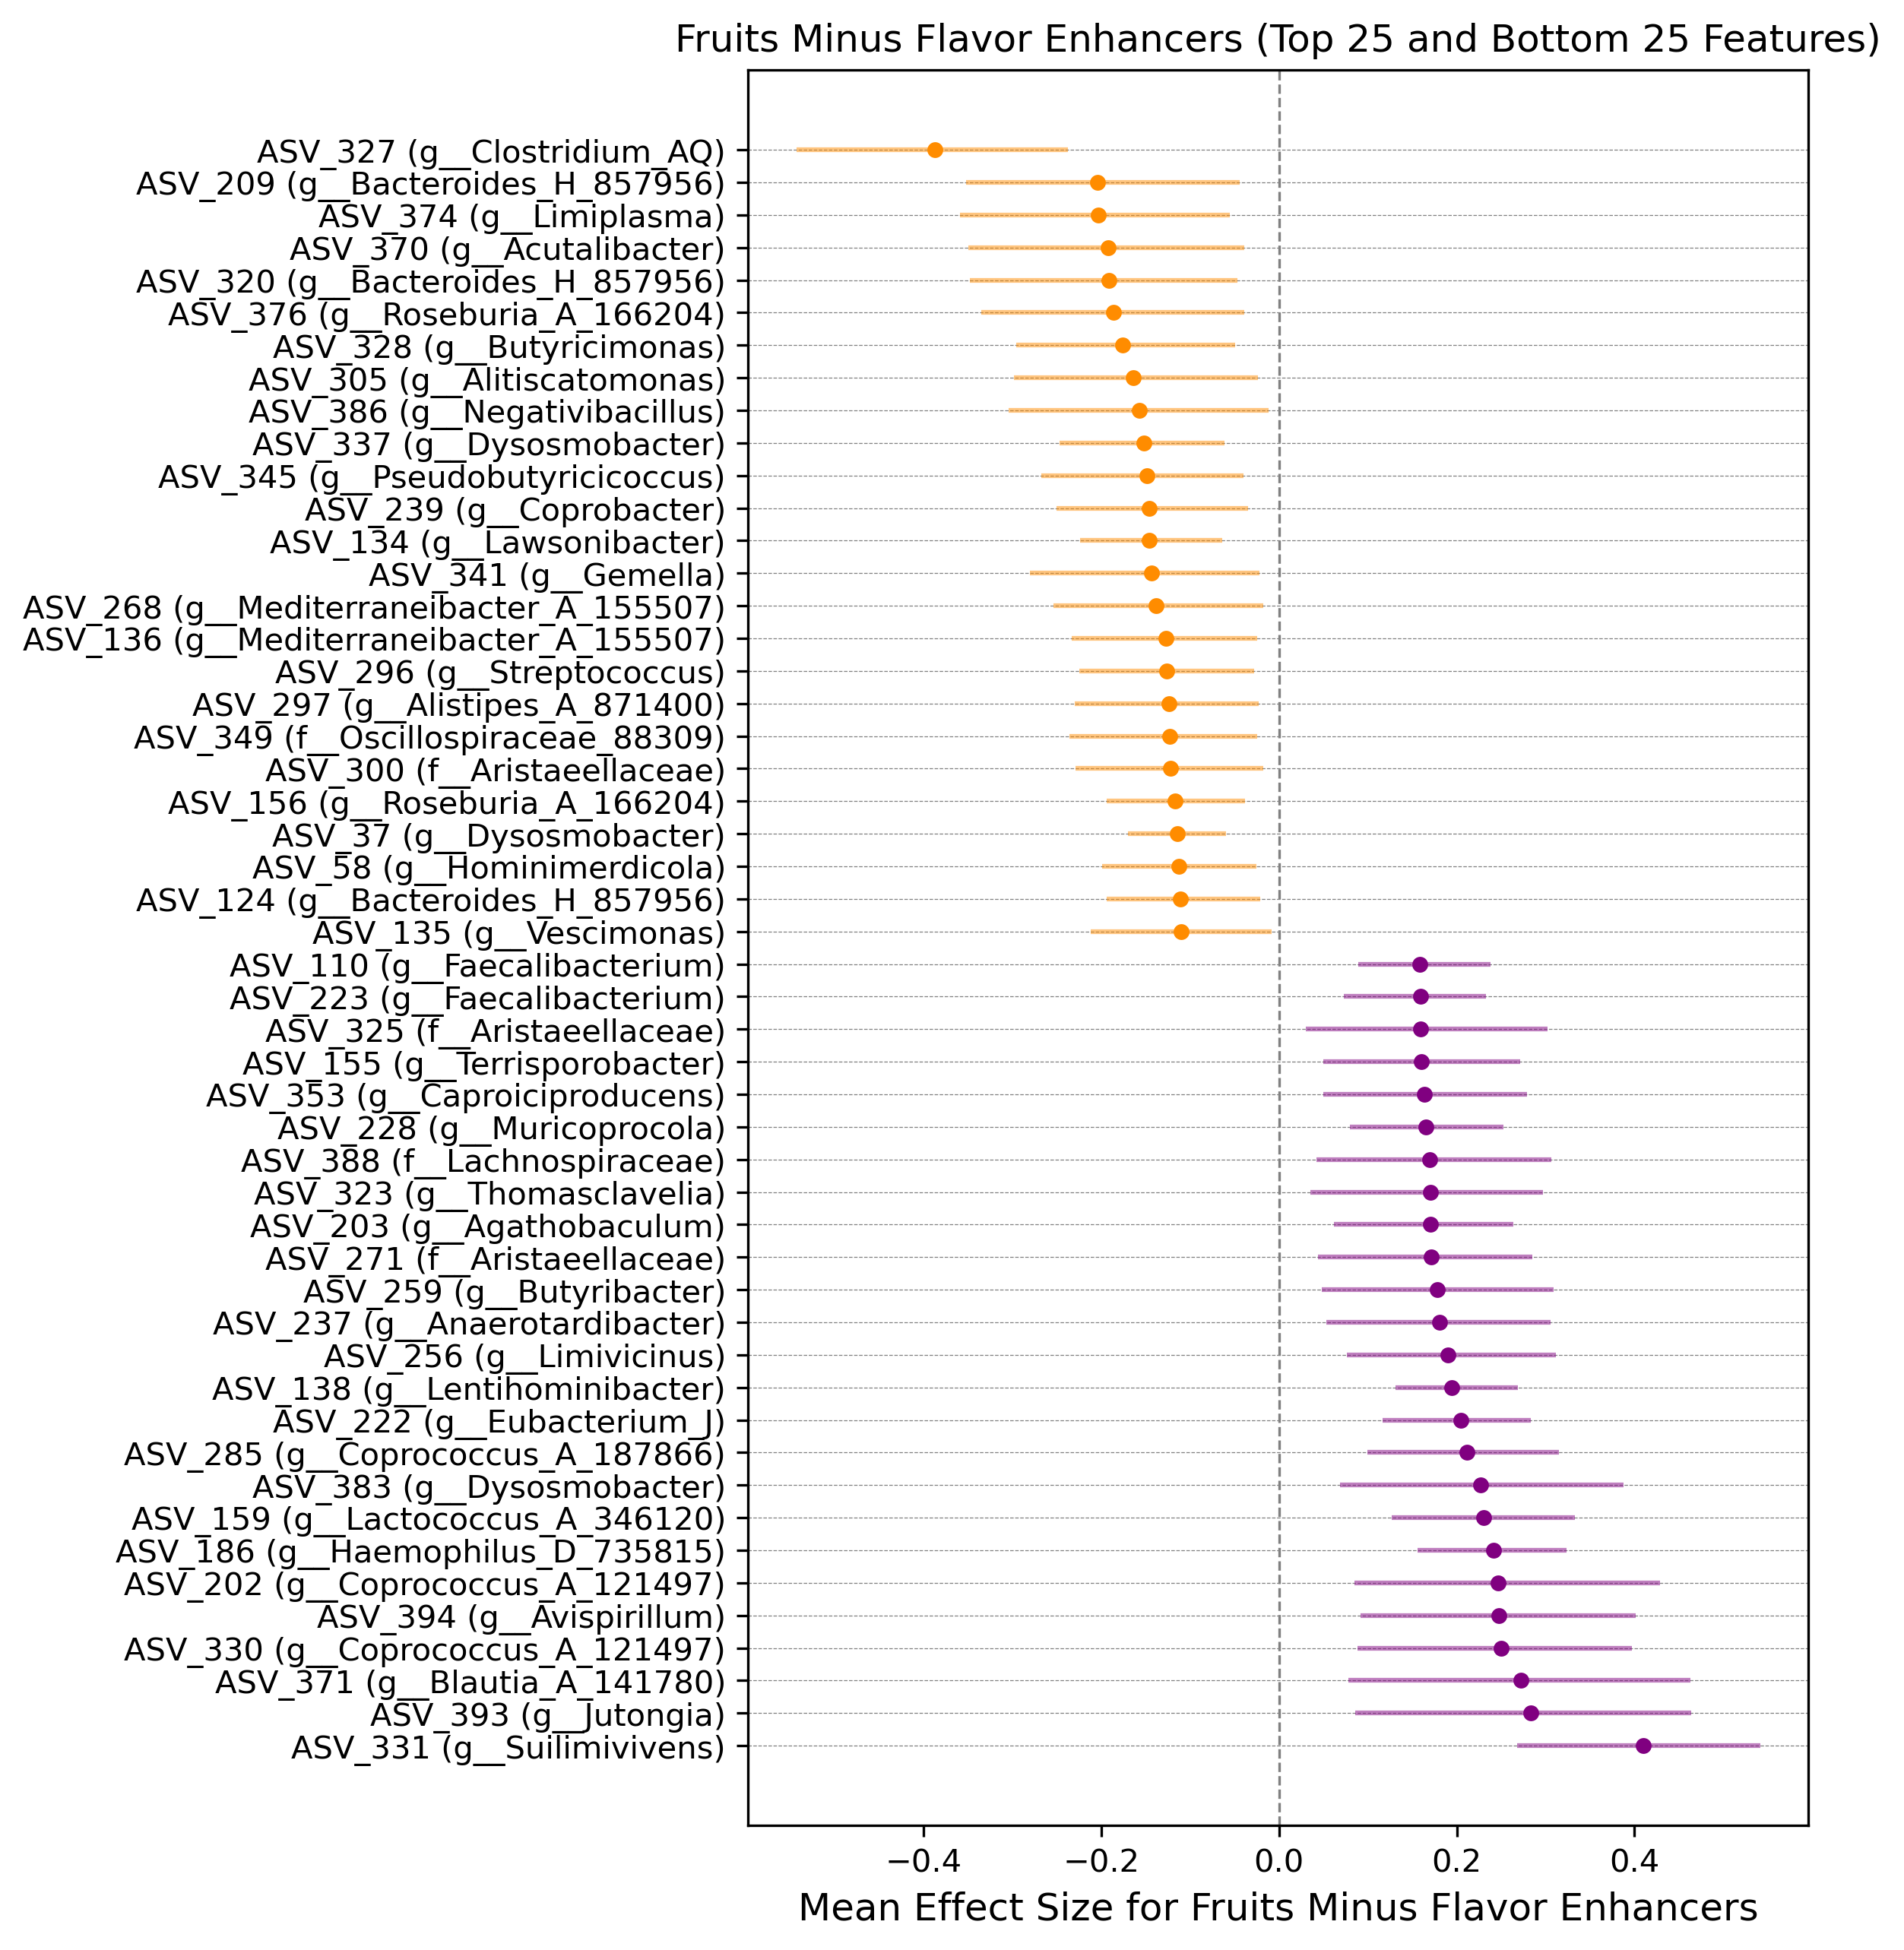 Fruits Minus Flavor Enhancers (Top 25 and Bottom 25 Features)
ASV_327 (g__Clostridium_AQ)
ASV_209 (g__Bacteroides_H_857956)
ASV_374 (g__Limiplasma)
ASV_370 (g__Acutalibacter)
ASV_320 (g__Bacteroides_H_857956)
ASV_376 (g__Roseburia_A_166204)
ASV_328 (g__Butyricimonas)
ASV_305 (g__Alitiscatomonas)
ASV_386 (g__Negativibacillus)
ASV_337 (g__Dysosmobacter)
ASV_345 (g__Pseudobutyricicoccus)
ASV_239 (g__Coprobacter)
ASV_134 (g__Lawsonibacter)
ASV_341 (g__Gemella)
ASV_268 (g__Mediterraneibacter_A_155507)
ASV_136 (g__Mediterraneibacter_A_155507)
ASV_296 (g__Streptococcus)
ASV_297 (g__Alistipes_A_871400)
ASV_349 (f__Oscillospiraceae_88309)
ASV_300 (f__Aristaeellaceae)
ASV_156 (g__Roseburia_A_166204)
ASV_37 (g__Dysosmobacter)
ASV_58 (g__Hominimerdicola)
ASV_124 (g__Bacteroides_H_857956)
ASV_135 (g__Vescimonas)
ASV_110 (g__Faecalibacterium)
ASV_223 (g__Faecalibacterium)
ASV_325 (f__Aristaeellaceae)
ASV_155 (g__Terrisporobacter)
ASV_353 (g__Caproiciproducens)
ASV_228 (g__Muricoprocola)
ASV_388 (f__Lachnospiraceae)
ASV_323 (g__Thomasclavelia)
ASV_203 (g__Agathobaculum)
ASV_271 (f__Aristaeellaceae)
ASV_259 (g__Butyribacter)
ASV_237 (g__Anaerotardibacter)
ASV_256 (g__Limivicinus)
ASV_138 (g__Lentihominibacter)
ASV_222 (g__Eubacterium_J)
ASV_285 (g__Coprococcus_A_187866)
ASV_383 (g__Dysosmobacter)
ASV_159 (g__Lactococcus_A_346120)
ASV_186 (g__Haemophilus_D_735815)
ASV_202 (g__Coprococcus_A_121497)
ASV_394 (g__Avispirillum)
ASV_330 (g__Coprococcus_A_121497)
ASV_371 (g__Blautia_A_141780)
ASV_393 (g__Jutongia)
ASV_331 (g__Suilimivivens)
−0.4 −0.2 0.0 0.2 0.4
Mean Effect Size for Fruits Minus Flavor Enhancers